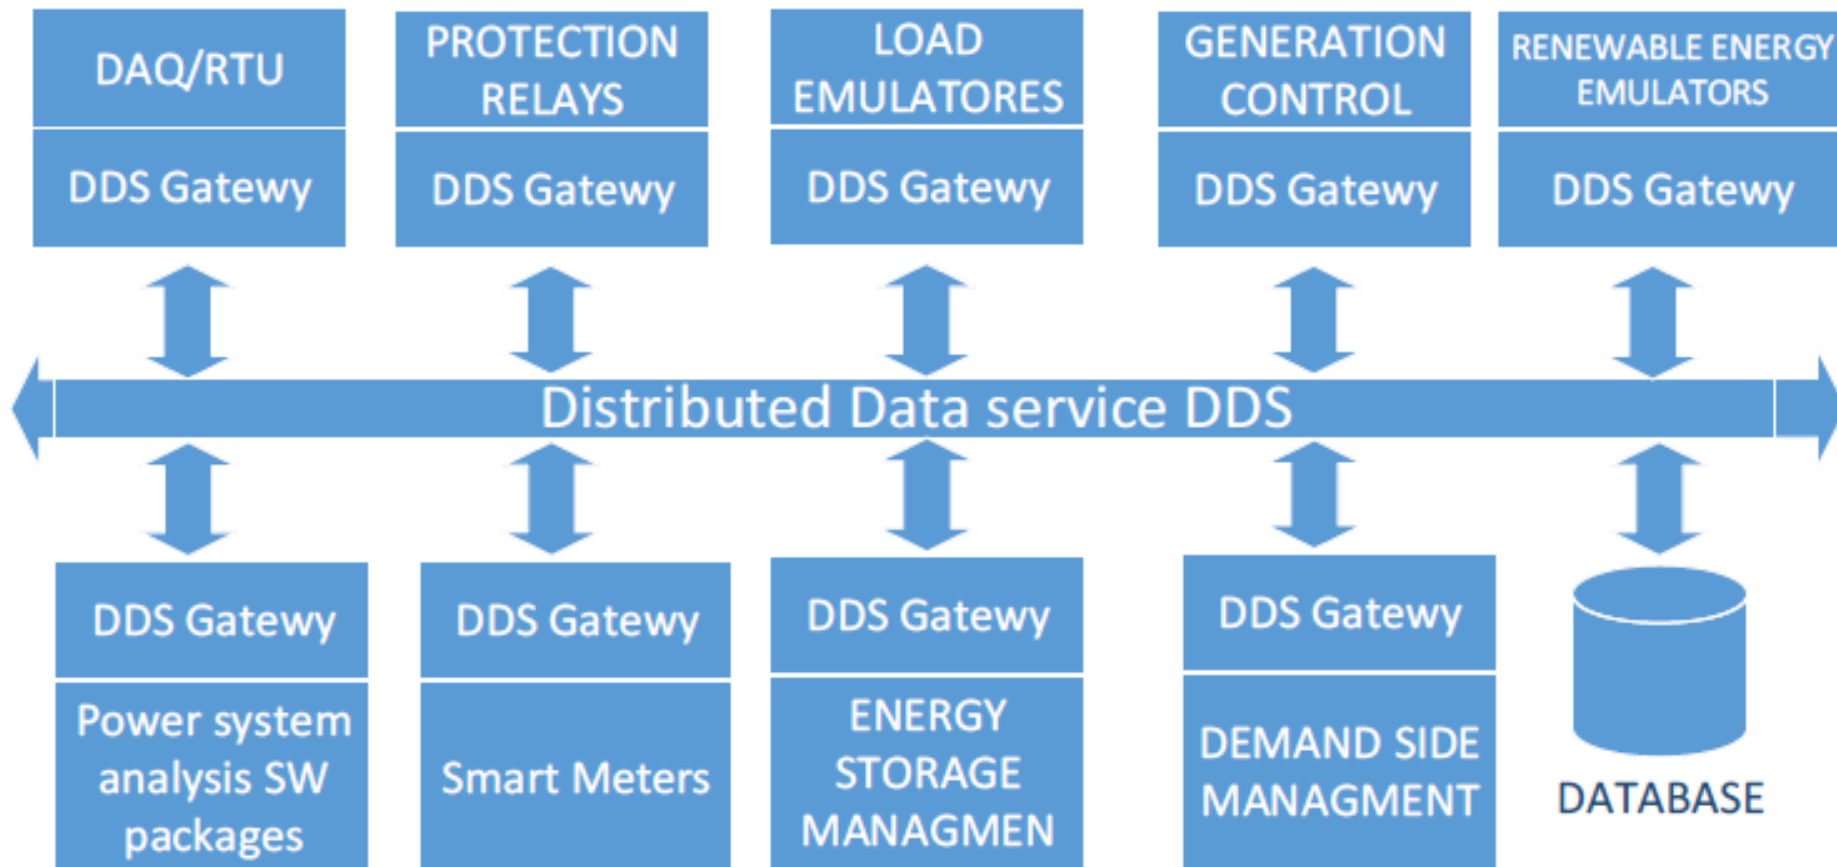 DAQ/RTU
DDS Gatewy
PROTECTION
RELAYS
DDS Gatewy
LOAD
EMULATORES
DDS Gatewy
GENERATION
CONTROL
DDS Gatewy
RENEWABLE ENERGY
EMULATORS
DDS Gatewy
Distributed Data service DDS
DDS Gatewy
Power system
analysis SW
packages
DDS Gatewy
Smart Meters
DDS Gatewy
ENERGY
STORAGE
MANAGMEN
DDS Gatewy
DEMAND SIDE
MANAGMENT
DATABASE